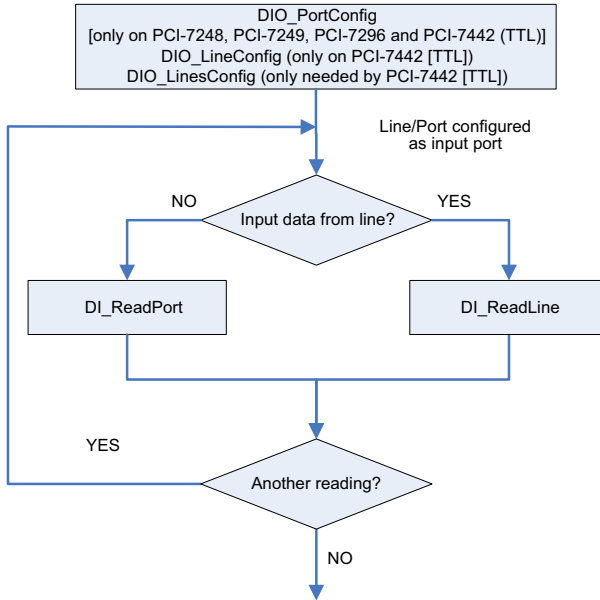 DIO_PortConfig
[only on PCI-7248, PCI-7249, PCI-7296 and PCI-7442 (TTL)]
DIO_LineConfig (only on PCI-7442 [TTL])
DIO_LinesConfig (only needed by PCI-7442 [TTL])
Line/Port configured
as input port
NO
YES
Input data from line?
DI_ReadPort
DI_ReadLine
YES
Another reading?
NO